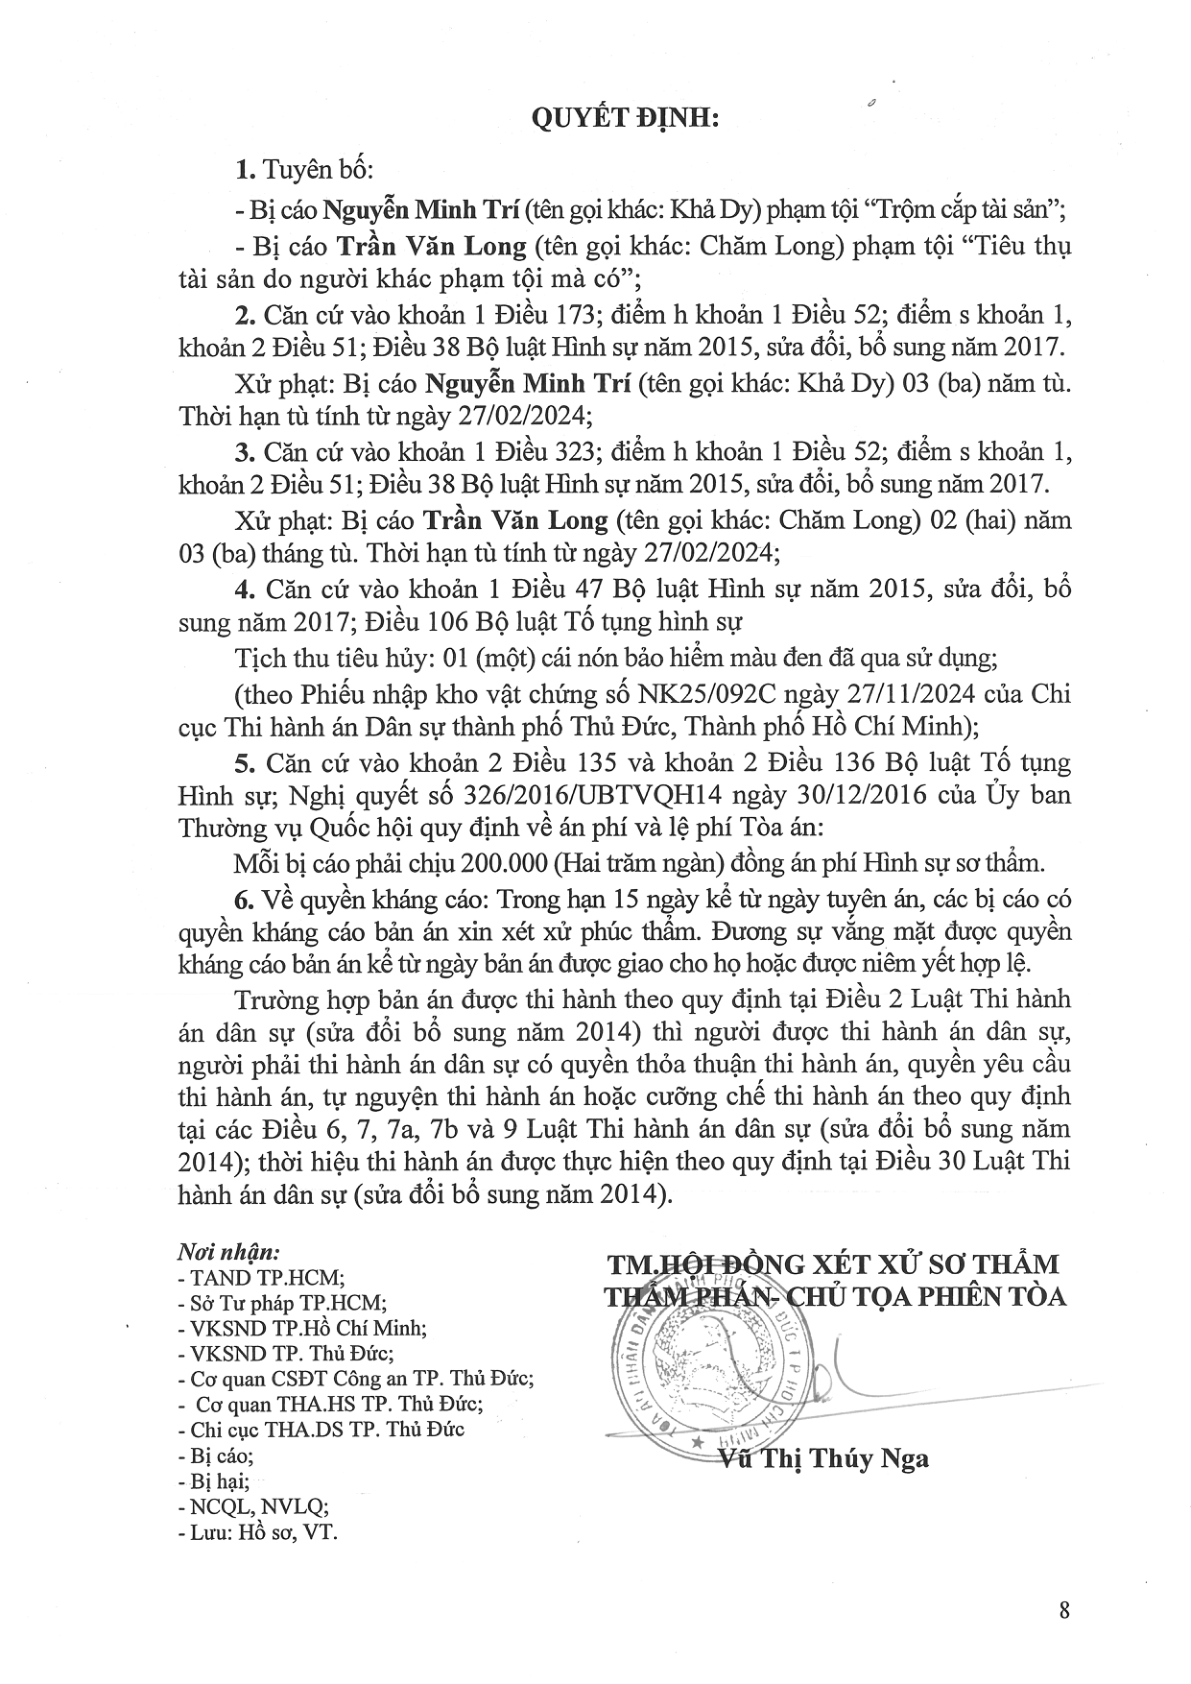 QUYẾT ĐỊNH:
1. Tuyên bố:
- Bị cáo Nguyễn Minh Trí (tên gọi khác: Khả Dy) phạm tội “Trộm cắp tài sản”;
- Bị cáo Trần Văn Long (tên gọi khác: Chăm Long) phạm tội “Tiêu thụ
tài sản do người khác phạm tội mà có”;
2. Căn cứ vào khoản 1 Điều 173; điểm h khoản 1 Điều 52; điểm s khoản 1,
khoản 2 Điều 51; Điều 38 Bộ luật Hình sự năm 2015, sửa đổi, bổ sung năm 2017.
Xử phạt: Bị cáo Nguyễn Minh Trí (tên gọi khác: Khả Dy) 03 (ba) năm tù.
Thời hạn tù tính từ ngày 27/02/2024;
3. Căn cứ vào khoản 1 Điều 323; điểm h khoản 1 Điều 52; điểm s khoản 1,
khoản 2 Điều 51; Điều 38 Bộ luật Hình sự năm 2015, sửa đổi, bổ sung năm 2017.
Xử phạt: Bị cáo Trần Văn Long (tên gọi khác: Chăm Long) 02 (hai) năm
03 (ba) tháng tù. Thời hạn tù tính từ ngày 27/02/2024;
4. Căn cứ vào khoản 1 Điều 47 Bộ luật Hình sự năm 2015, sửa đổi, bổ
sung năm 2017; Điều 106 Bộ luật Tố tụng hình sự
Tịch thu tiêu hủy: 01 (một) cái nón bảo hiểm màu đen đã qua sử dụng;
(theo Phiếu nhập kho vật chứng số NK25/092C ngày 27/11/2024 của Chi
cục Thi hành án Dân sự thành phố Thủ Đức, Thành phố Hồ Chí Minh);
5. Căn cứ vào khoản 2 Điều 135 và khoản 2 Điều 136 Bộ luật Tố tụng
Hình sự; Nghị quyết số 326/2016/UBTVQH14 ngày 30/12/2016 của Ủy ban
Thường vụ Quốc hội quy định về án phí và lệ phí Tòa án:
Mỗi bị cáo phải chịu 200.000 (Hai trăm ngàn) đồng án phí Hình sự sơ thẩm.
6. Về quyền kháng cáo: Trong hạn 15 ngày kể từ ngày tuyên án, các bị cáo có
quyền kháng cáo bản án xin xét xử phúc thẩm. Đương sự vắng mặt được quyền
kháng cáo bản án kể từ ngày bản án được giao cho họ hoặc được niêm yết hợp lệ.
Trường hợp bản án được thi hành theo quy định tại Điều 2 Luật Thi hành
án dân sự (sửa đổi bổ sung năm 2014) thì người được thi hành án dân sự,
người phải thi hành án dân sự có quyền thỏa thuận thi hành án, quyền yêu cầu
thi hành án, tự nguyện thi hành án hoặc cưỡng chế thi hành án theo quy định
tại các Điều 6, 7, 7a, 7b và 9 Luật Thi hành án dân sự (sửa đổi bổ sung năm
2014); thời hiệu thi hành án được thực hiện theo quy định tại Điều 30 Luật Thi
hành án dân sự (sửa đổi bổ sung năm 2014).
Nơi nhận:
- TAND TP.HCM;
- Sở Tư pháp TP.HCM;
- VKSND TP.Hồ Chí Minh;
- VKSND TP. Thủ Đức;
- Cơ quan CSĐT Công an TP. Thủ Đức;
- Cơ quan THA.HS TP. Thủ Đức;
- Chi cục THA.DS TP. Thủ Đức
- Bị cáo;
- Bị hại;
- NCQL, NVLQ;
- Lưu: Hồ sơ, VT.
TM.HỘI ĐỒNG XÉT XỬ SƠ THẨM
THẨM PHÁN- CHỦ TỌA PHIÊN TÒA
TÒA ÁN NHÂN DÂN THÀNH PHỐ THỦ ĐỨC T.P HỒ CHÍ MINH
Vũ Thị Thúy Nga
8